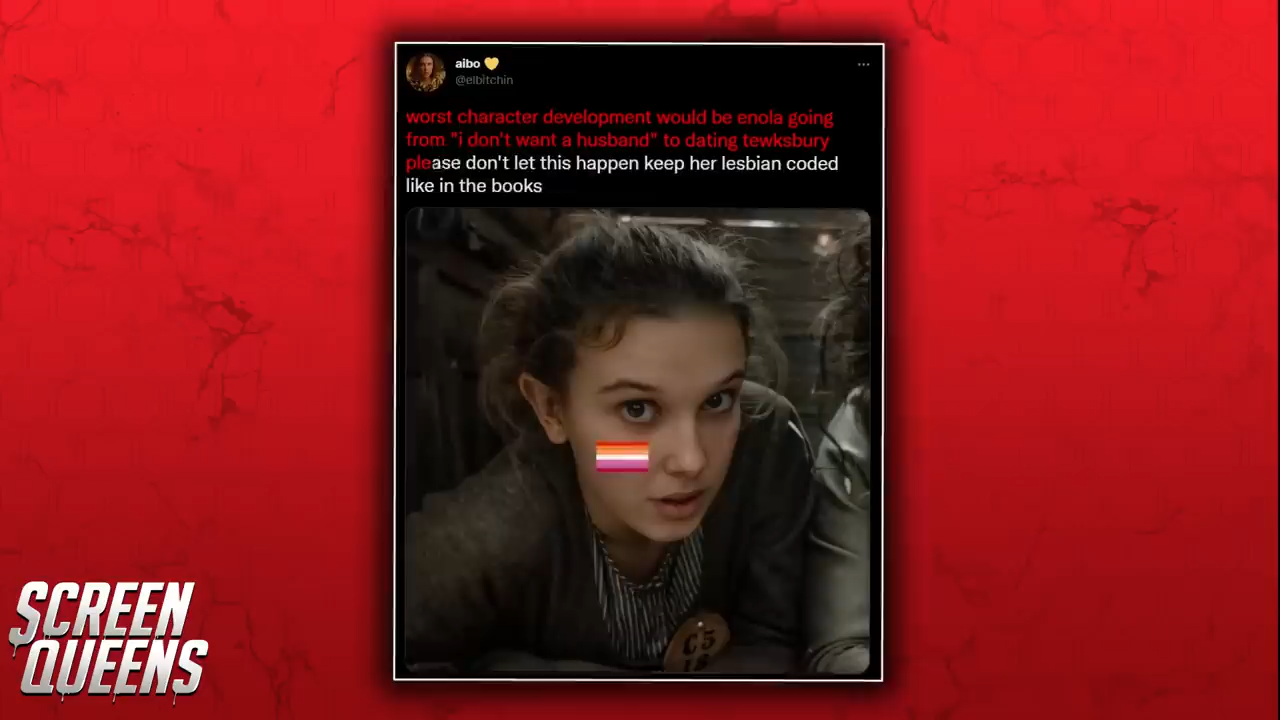 aibo 💛
@elbitchin
worst character development would be enola going
from "i don't want a husband" to dating tewksbury
please don't let this happen keep her lesbian coded
like in the books
C5
SCREEN
QUEENS